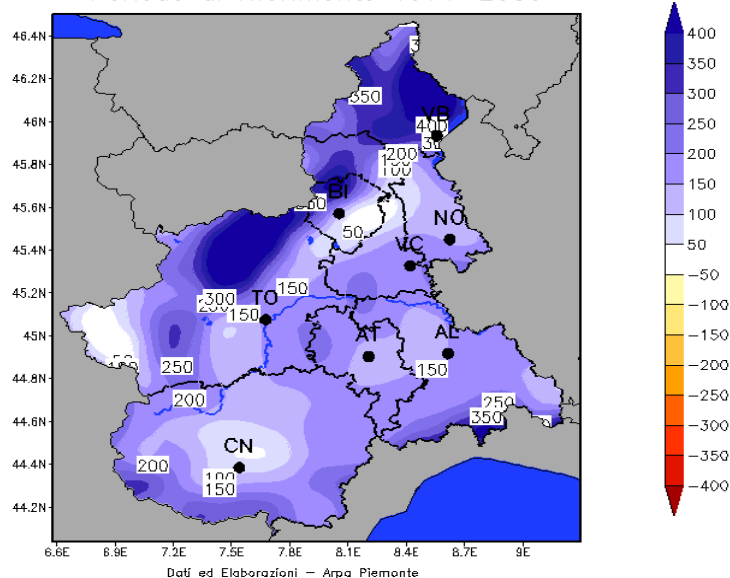 46.4N
46.2N
46N
45.8N
45.6N
45.4N
45.2N
45N
44.8N
44.6N
44.4N
44.2N
6.6E 6.9E 7.2E 7.5E 7.8E 8.1E 8.4E 8.7E 9E
350
VB
400
200
100
BI
50
NO
VC
150
300
TO
150
250
AT
AL
150
200
250
350
CN
200
100
150
400
350
300
250
200
150
100
50
−50
−100
−150
−200
−250
−300
−350
−400
Dati ed Elaborazioni − Arpa Piemonte